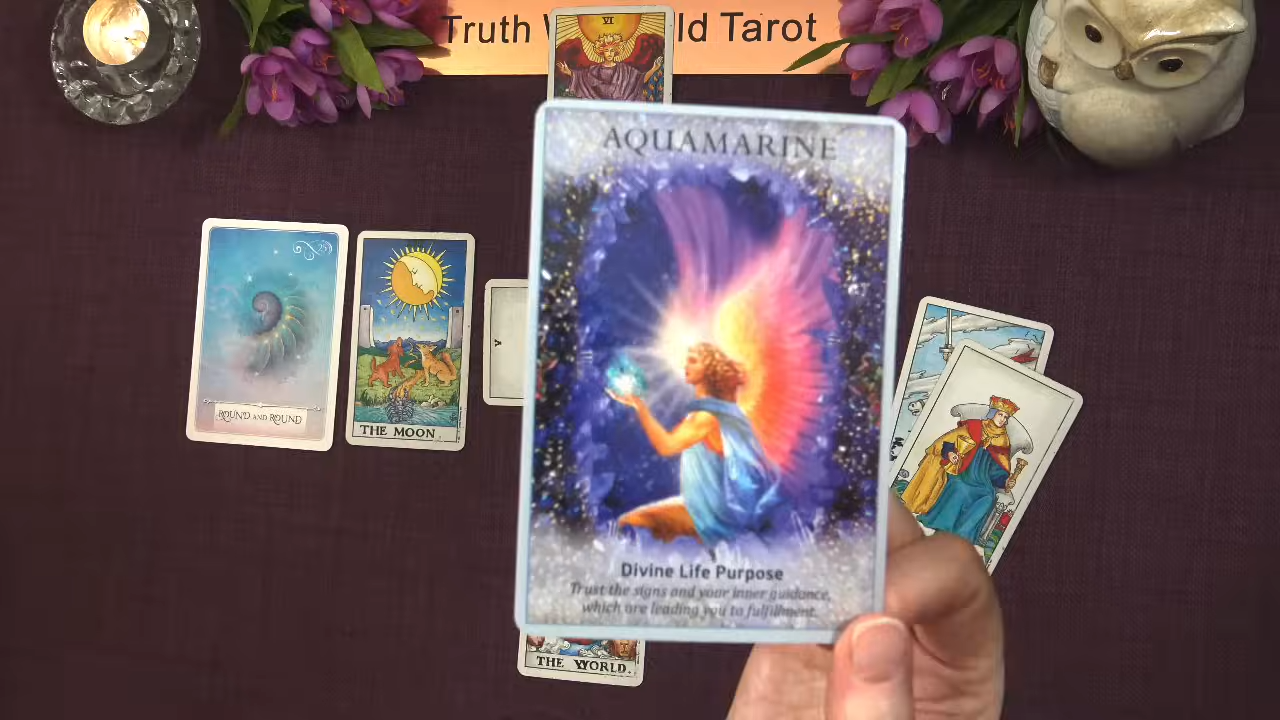 Truth W ld Tarot
VI
AQUAMARINE
25
ROUND AND ROUND
THE MOON.
A
Divine Life Purpose
Trust the signs and your inner guidance,
which are leading you to fulfillment.
THE WORLD.